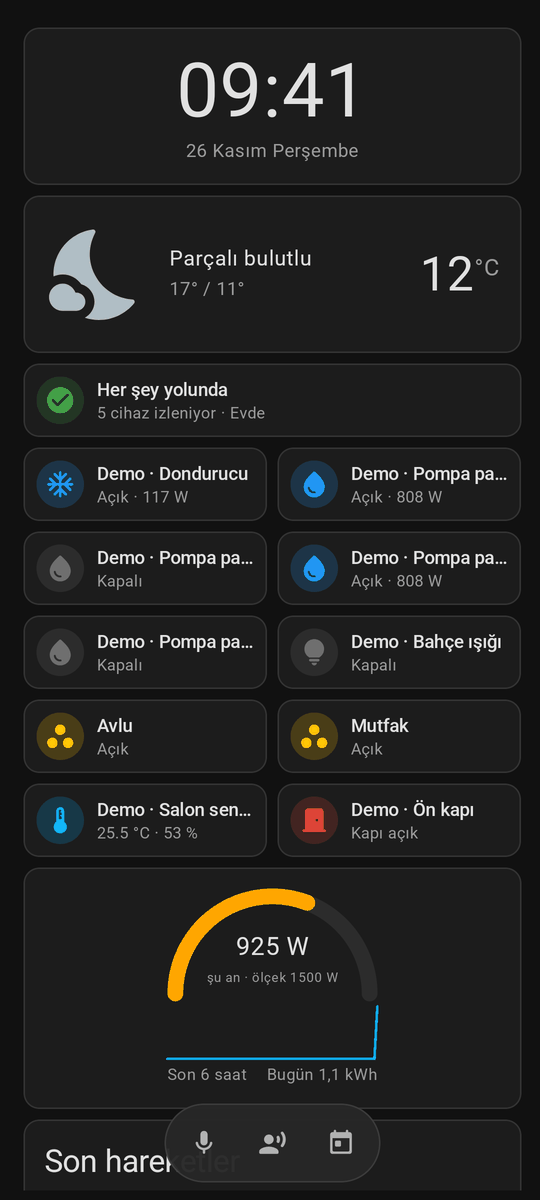 09:41
26 Kasım Perşembe
Parçalı bulutlu
17° / 11°
12°C
Her şey yolunda
5 cihaz izleniyor · Evde
Demo · Dondurucu
Açık · 117 W
Demo · Pompa pa...
Açık · 808 W
Demo · Pompa pa...
Kapalı
Demo · Pompa pa...
Açık · 808 W
Demo · Pompa pa...
Kapalı
Demo · Bahçe ışığı
Kapalı
Avlu
Açık
Mutfak
Açık
Demo · Salon sen...
25.5 °C · 53 %
Demo · Ön kapı
Kapı açık
925 W
şu an · ölçek 1500 W
Son 6 saat
Bugün 1,1 kWh
Son hareketler